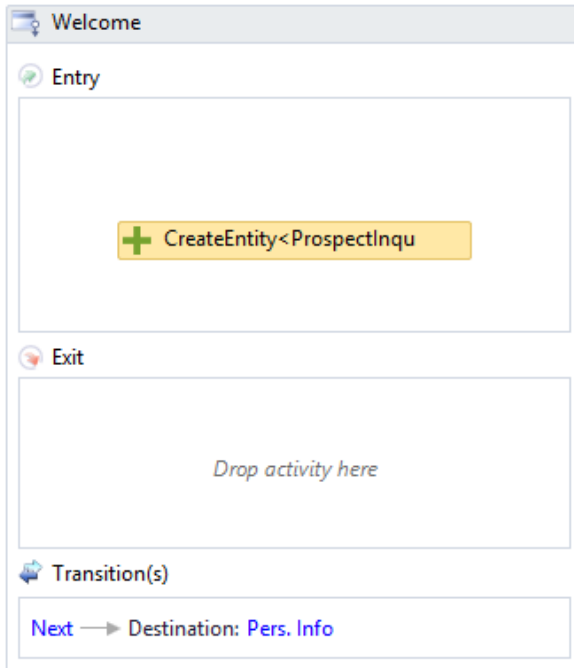 Welcome
Entry
CreateEntity<ProspectInqu
Exit
Drop activity here
Transition(s)
Next Destination: Pers. Info